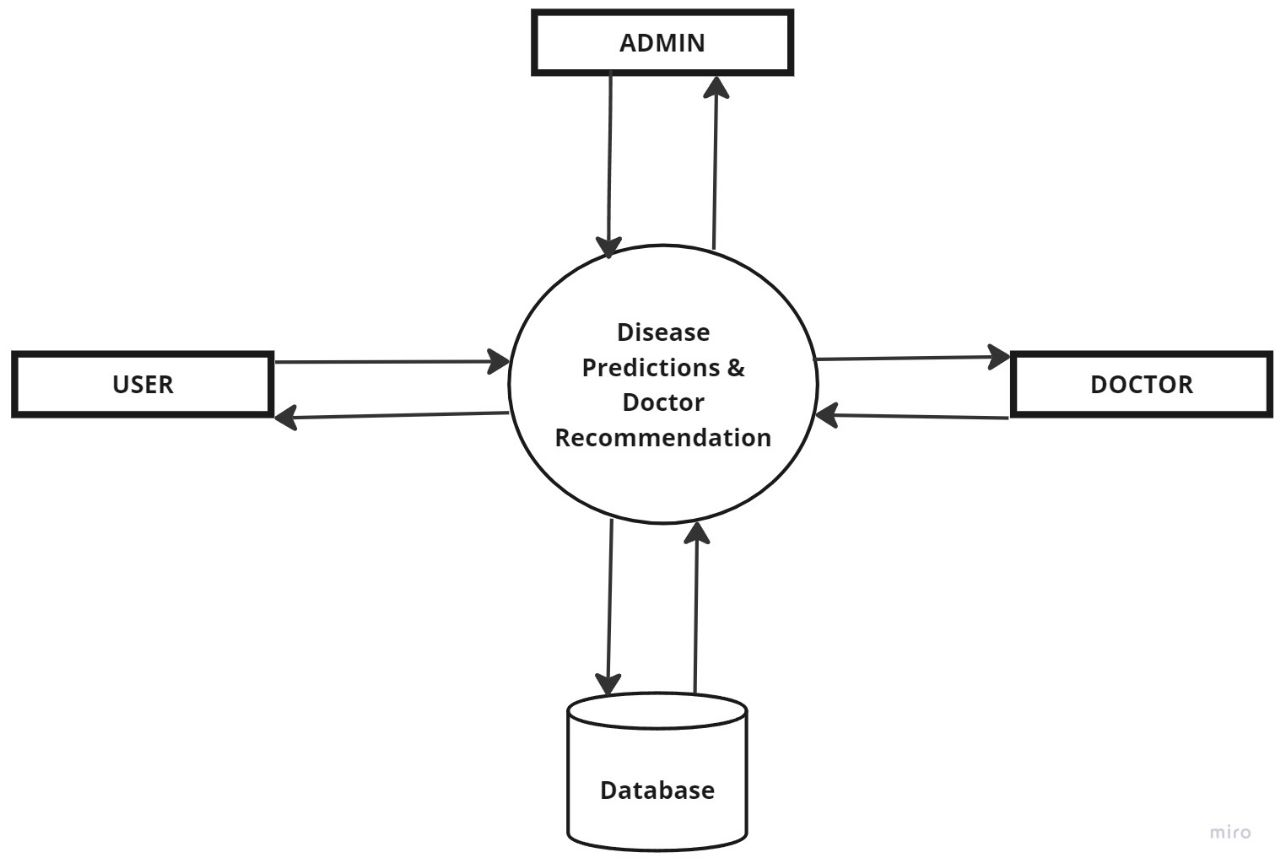 ADMIN
Disease
Predictions &
Doctor
Recommendation
USER
DOCTOR
Database
miro